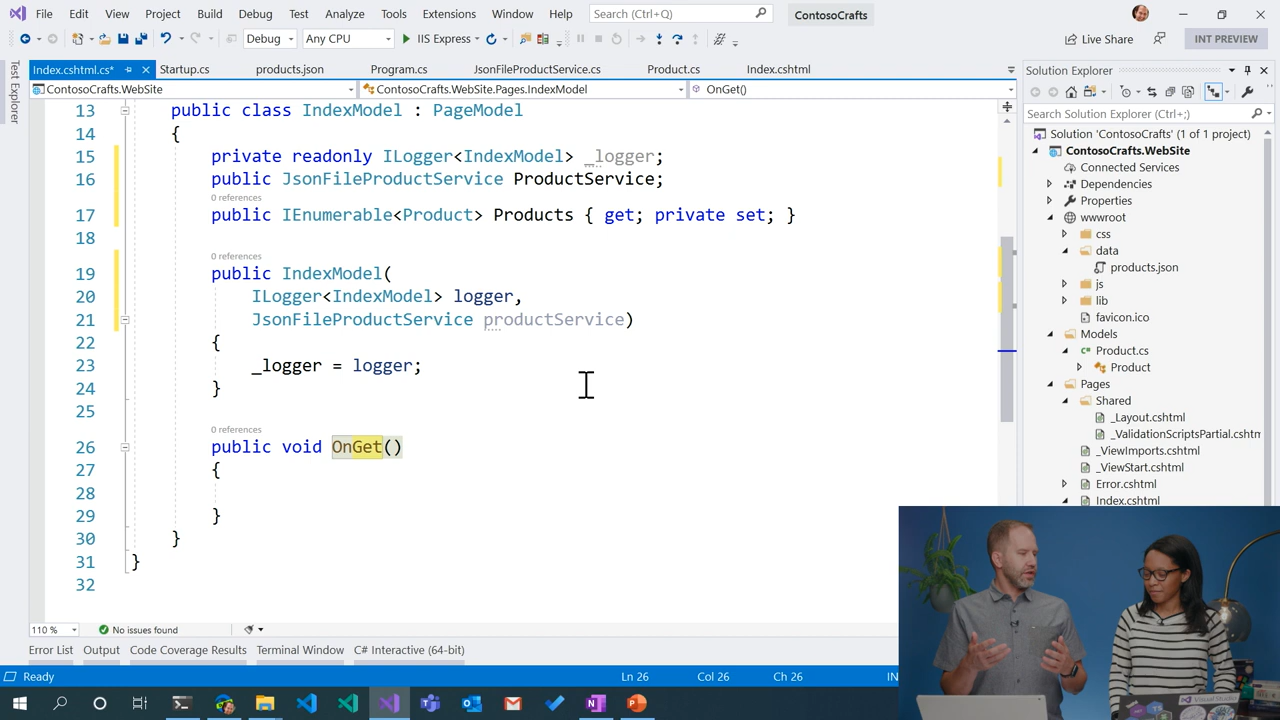 File Edit View Project Build Debug Test Analyze Tools Extensions Window Help Search (Ctrl+Q) ContosoCrafts
Debug Any CPU IIS Express Live Share INT PREVIEW
Test Explorer
Index.cshtml.cs* Startup.cs products.json Program.cs JsonFileProductService.cs Product.cs Index.cshtml
ContosoCrafts.WebSite ContosoCrafts.WebSite.Pages.IndexModel OnGet()
13 public class IndexModel : PageModel
14 {
15 private readonly ILogger<IndexModel> _logger;
16 public JsonFileProductService ProductService;
0 references
17 public IEnumerable<Product> Products { get; private set; }
18
0 references
19 public IndexModel(
20 ILogger<IndexModel> logger,
21 JsonFileProductService productService)
22 {
23 _logger = logger;
24 }
25
0 references
26 public void OnGet()
27 {
28
29 }
30 }
31 }
32
110 % No issues found
Error List Output Code Coverage Results Terminal Window C# Interactive (64-bit)
Ready Ln 26 Col 26 Ch 26 IN
Solution Explorer
Search Solution Explorer (Ctrl+;)
Solution 'ContosoCrafts' (1 of 1 project)
ContosoCrafts.WebSite
Connected Services
Dependencies
Properties
wwwroot
css
data
products.json
js
lib
favicon.ico
Models
Product.cs
Product
Pages
Shared
_Layout.cshtml
_ValidationScriptsPartial.cshtm
_ViewImports.cshtml
_ViewStart.cshtml
Error.cshtml
Index.cshtml
Visual Studio